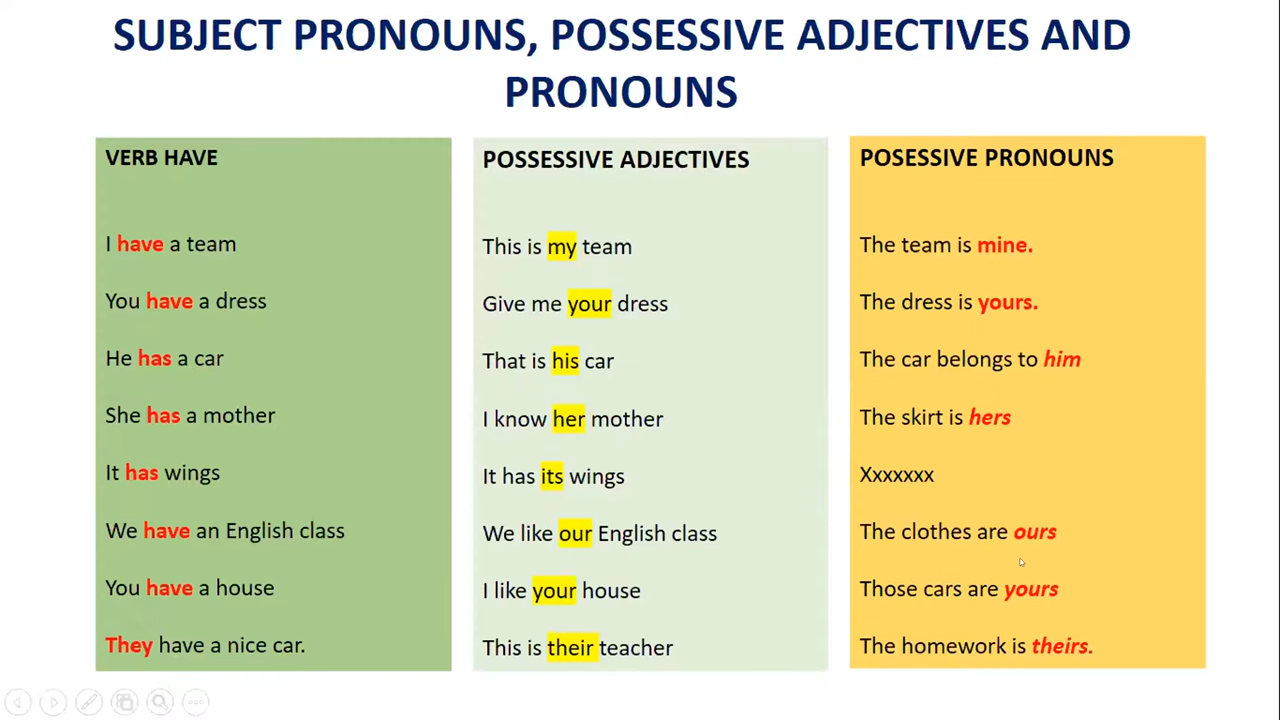 SUBJECT PRONOUNS, POSSESSIVE ADJECTIVES AND
PRONOUNS
VERB HAVE
I have a team
You have a dress
He has a car
She has a mother
It has wings
We have an English class
You have a house
They have a nice car.
POSSESSIVE ADJECTIVES
This is my team
Give me your dress
That is his car
I know her mother
It has its wings
We like our English class
I like your house
This is their teacher
POSESSIVE PRONOUNS
The team is mine.
The dress is yours.
The car belongs to him
The skirt is hers
Xxxxxxx
The clothes are ours
Those cars are yours
The homework is theirs.